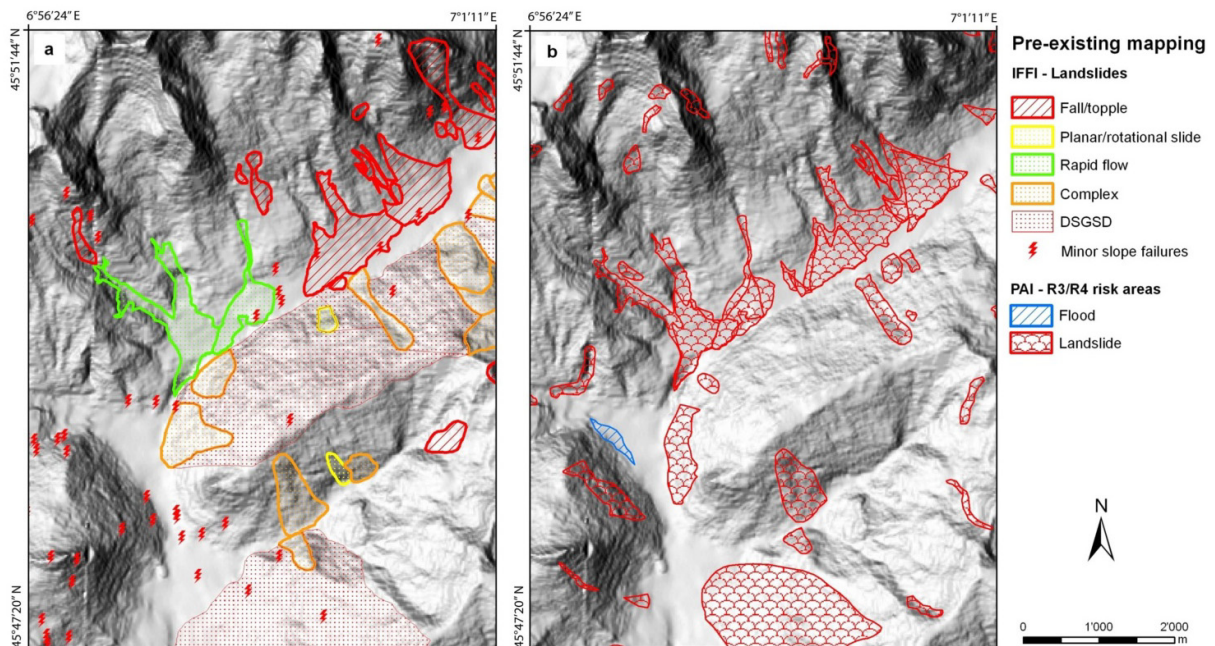 6°56'24" E
7°1'11" E
6°56'24" E
7°1'11" E
45°51'44" N
a
45°47'20" N
45°51'44" N
b
45°47'20" N
Pre-existing mapping
IFFI - Landslides
Fall/topple
Planar/rotational slide
Rapid flow
Complex
DSGSD
Minor slope failures
PAI - R3/R4 risk areas
Flood
Landslide
N
0 1'000 2'000
m